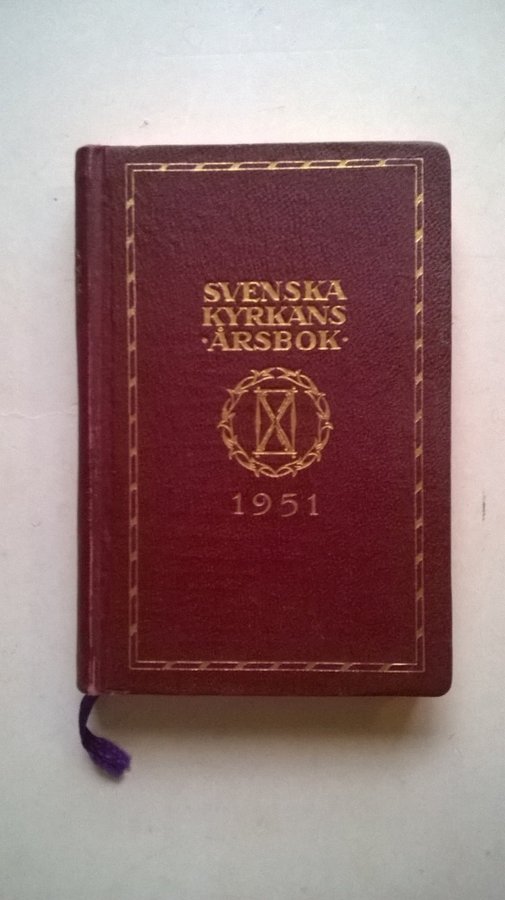 SVENSKA
KYRKANS
·ÅRSBOK·
1951